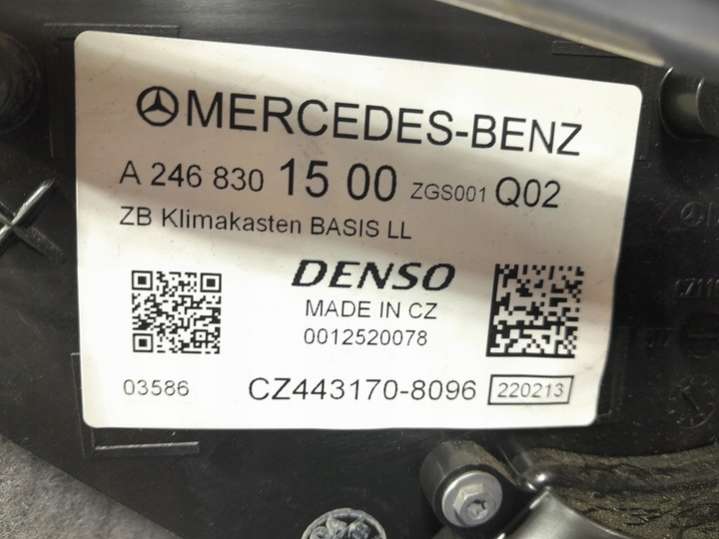 MERCEDES-BENZ
A 246 830 15 00 ZGS001 Q02
ZB Klimakasten BASIS LL
DENSO
MADE IN CZ
0012520078
03586 CZ443170-8096 220213